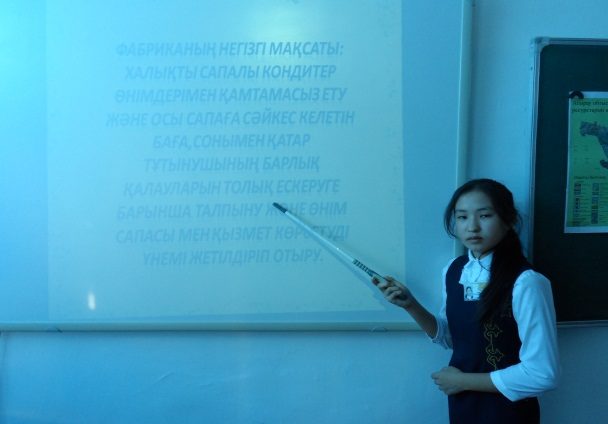 ФАБРИКАНЫҢ НЕГІЗГІ МАҚСАТЫ:
ХАЛЫҚТЫ САПАЛЫ КОНДИТЕР
ӨНІМДЕРІМЕН ҚАМТАМАСЫЗ ЕТУ
ЖӘНЕ ОСЫ САПАҒА СӘЙКЕС КЕЛЕТІН
БАҒА,СОНЫМЕН ҚАТАР
ТҰТЫНУШЫНЫҢ БАРЛЫҚ
ҚАЛАУЛАРЫН ТОЛЫҚ ЕСКЕРУГЕ
БАРЫНША ТАЛПЫНУ ЖӘНЕ ӨНІМ
САПАСЫ МЕН ҚЫЗМЕТ КӨРСЕТУДІ
ҮНЕМІ ЖЕТІЛДІРІП ОТЫРУ.